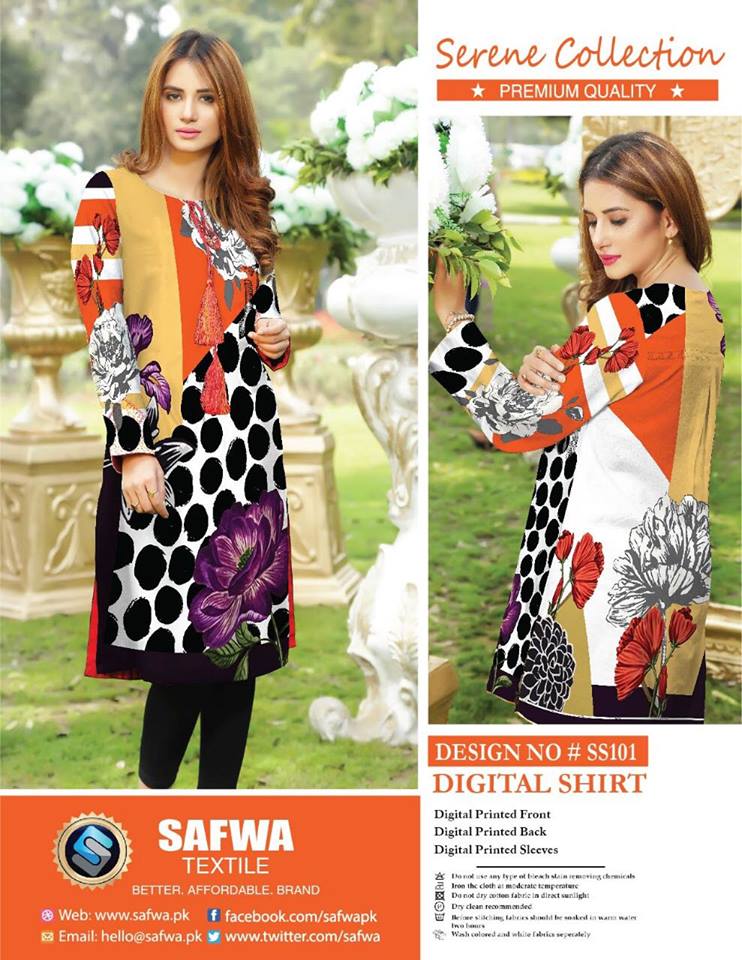 Serene Collection
★ PREMIUM QUALITY ★
DESIGN NO # SS101
DIGITAL SHIRT
Digital Printed Front
Digital Printed Back
Digital Printed Sleeves
Do not use any type of bleach stain removing chemicals
Iron the cloth at moderate temperature
Do not dry cotton fabric in direct sunlight
Dry clean recommended
Before stitching fabrics should be soaked in warm water
two hours
Wash colored and white fabrics seperately
SAFWA
TEXTILE
BETTER. AFFORDABLE. BRAND
Web: www.safwa.pk facebook.com/safwapk
Email: hello@safwa.pk www.twitter.com/safwa